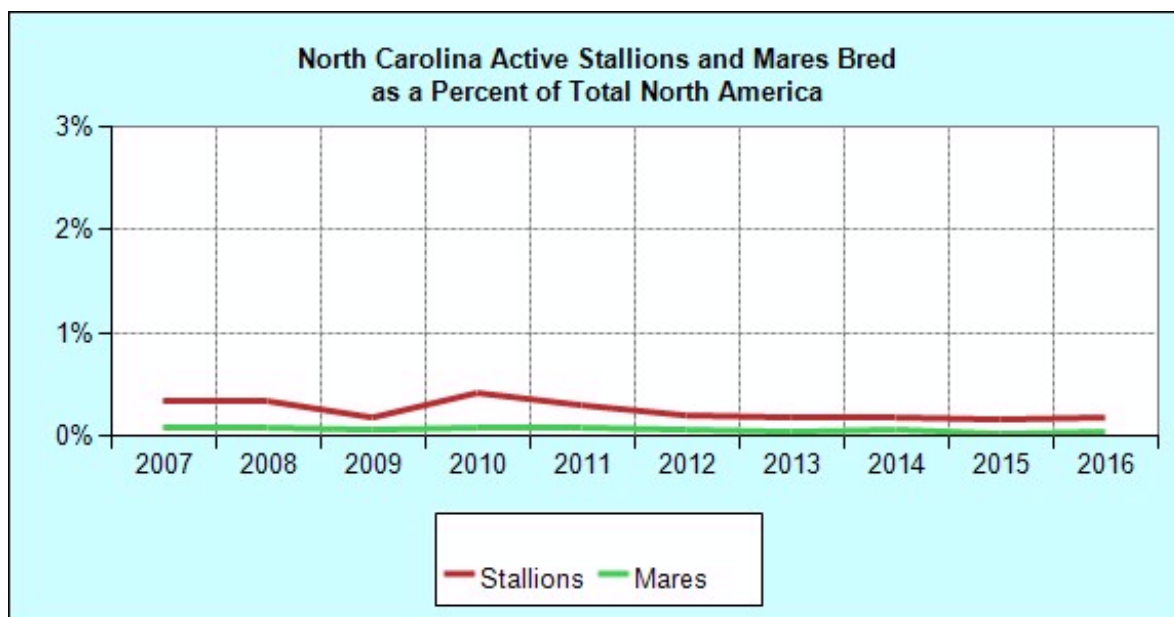 North Carolina Active Stallions and Mares Bred
as a Percent of Total North America
3%
2%
1%
0%
2007 2008 2009 2010 2011 2012 2013 2014 2015 2016
Stallions Mares